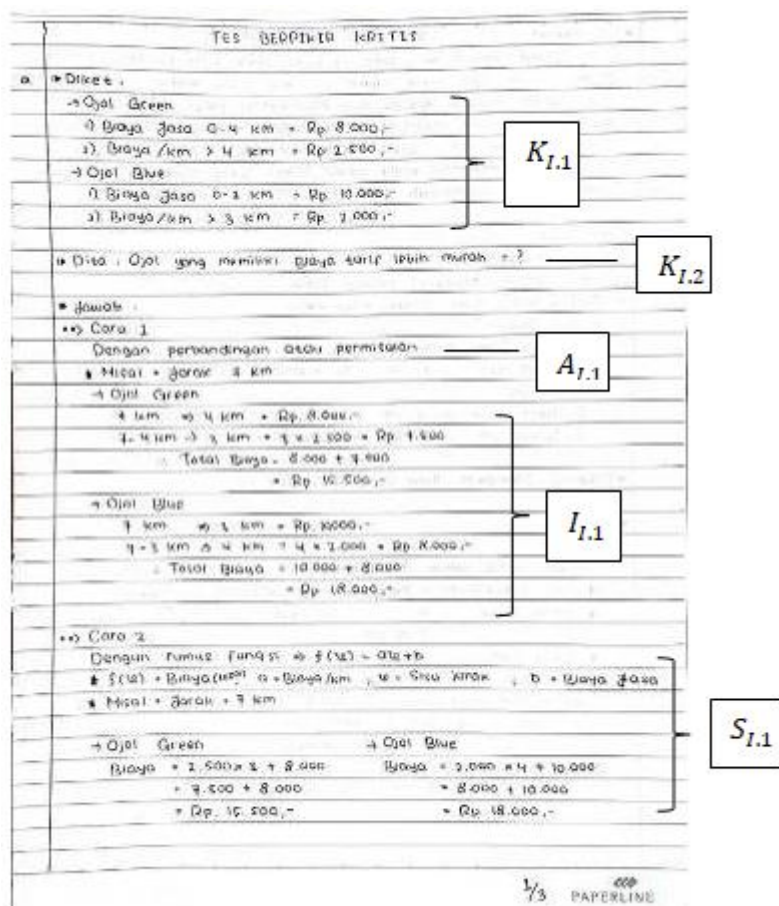 TES BERPIKIR KRITIS
a * Diket.
→ Ojol Green
1) Biaya Jasa 0-4 km = Rp 8.000,-
2). Biaya/km > 4 km = Rp 2.500,-
→ Ojol Blue
1) Biaya Jasa 0-3 km = Rp. 10.000,-
2) Biaya/km > 3 km = Rp 2.000,-
K_{I.1}
* Dita : Ojol yang memiliki Biaya tarif lebih murah = ?
K_{I.2}
* Jawab :
••> Cara 1
Dengan perbandingan atau permisalan
A_{I.1}
* Misal = Jarak 7 km
→ Ojol Green
7 km ⇒ 4 km = Rp. 8.000,-
7-4 km → 3 km = 3 x 2.500 = Rp 7.500
Total Biaya = 8.000 + 7.500
= Rp 15.500,-
→ Ojol Blue
7 km ⇒ 3 km = Rp. 10000,-
7-3 km ⇒ 4 km = 4 x 2.000 = Rp 8.000,-
Total Biaya = 10.000 + 8.000
= Rp 18.000,-
I_{I.1}
••> Cara 2
Dengan rumus fungsi ⇒ f(x) = ax+b
* f(x) = Biaya a = Biaya/km , x = Sisa Jarak , b = Biaya Jasa
* Misal = Jarak = 7 km
→ Ojol Green → Ojol Blue
Biaya = 2.500 x 3 + 8.000 Biaya = 2.000 x 4 + 10.000
= 7.500 + 8.000 = 8.000 + 10.000
= Rp. 15.500,- = Rp 18.000,-
S_{I.1}
1/3 PAPERLINE